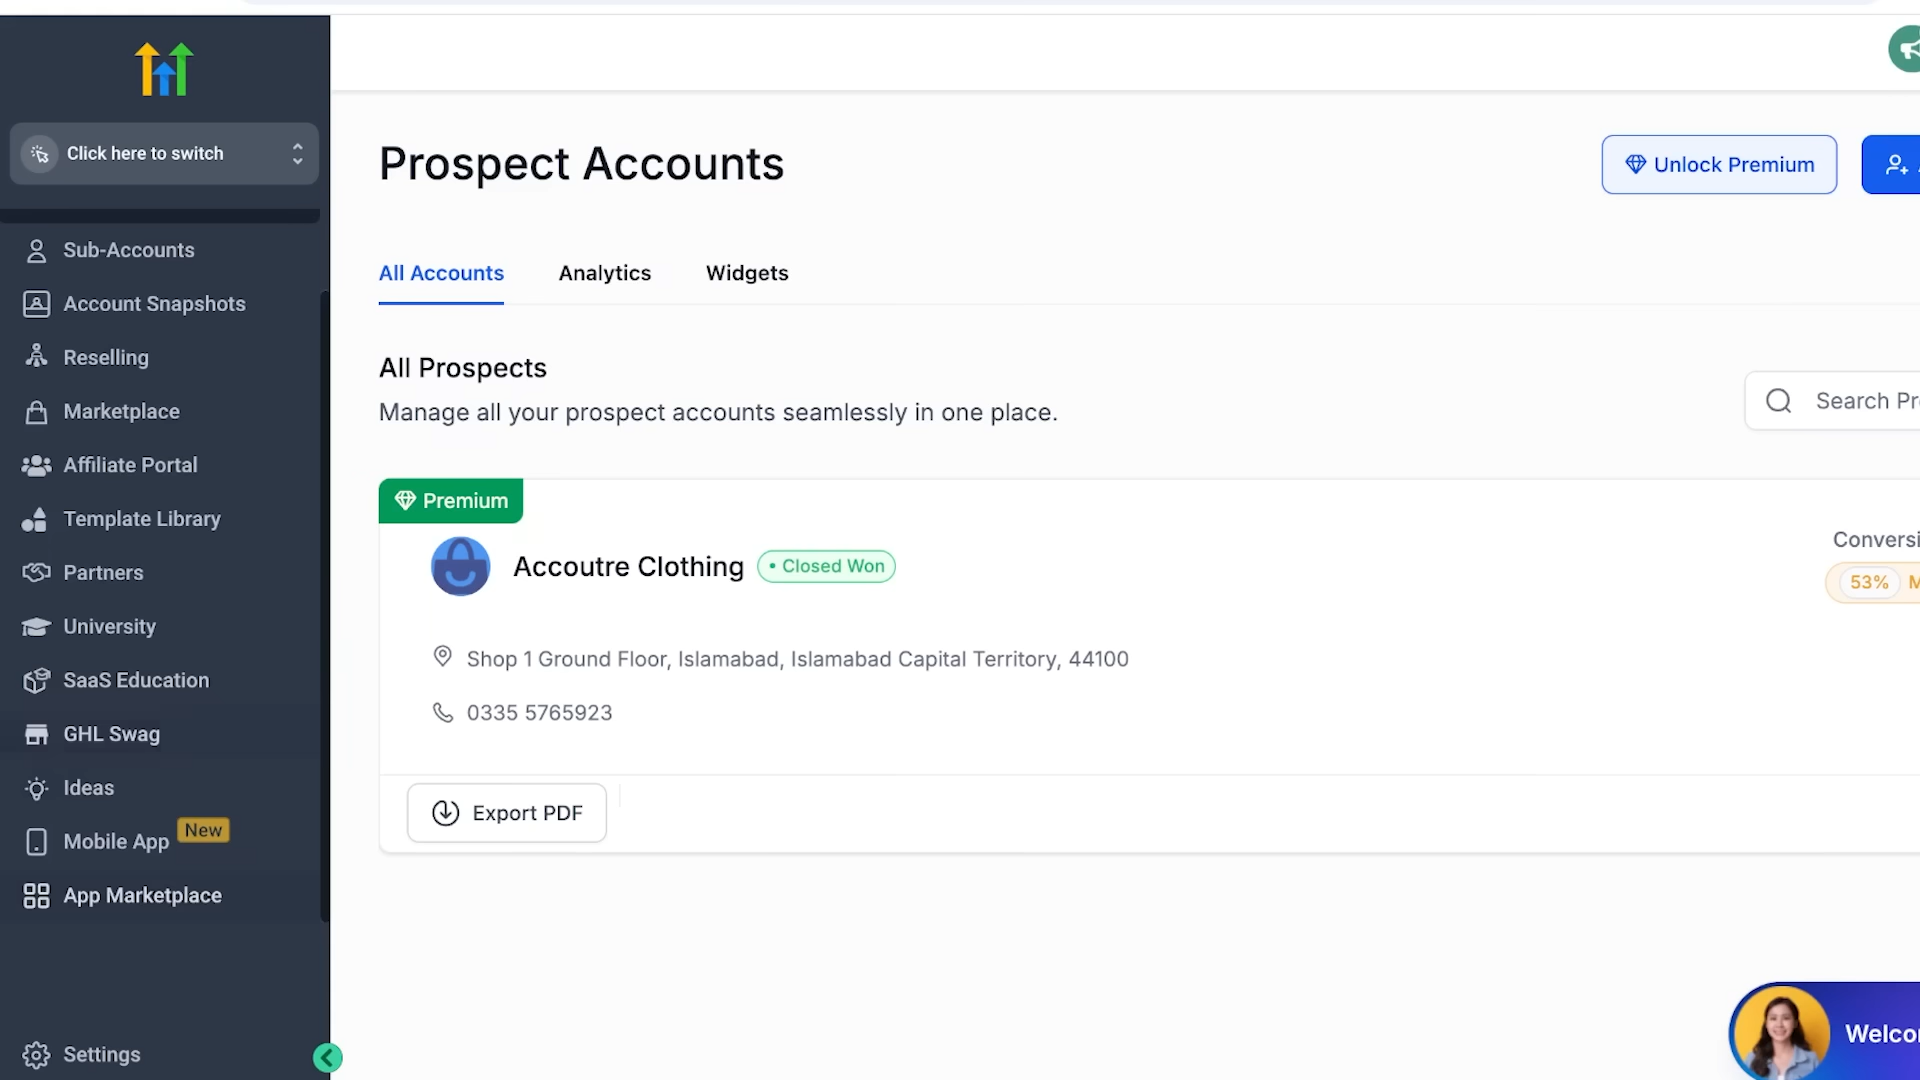 Click here to switch
Sub-Accounts
Account Snapshots
Reselling
Marketplace
Affiliate Portal
Template Library
Partners
University
SaaS Education
GHL Swag
Ideas
Mobile App New
App Marketplace
Settings
Prospect Accounts
Unlock Premium
All Accounts Analytics Widgets
All Prospects
Manage all your prospect accounts seamlessly in one place.
Search
Premium
Accoutre Clothing • Closed Won
53%
Shop 1 Ground Floor, Islamabad, Islamabad Capital Territory, 44100
0335 5765923
Export PDF